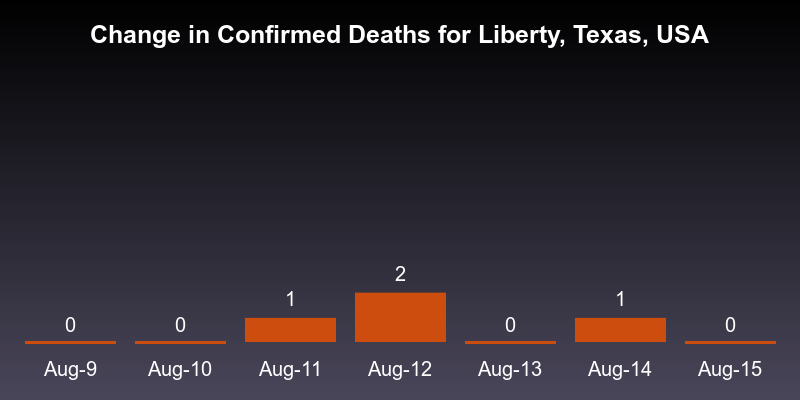 Change in Confirmed Deaths for Liberty, Texas, USA
0 0 1 2 0 1 0
Aug-9 Aug-10 Aug-11 Aug-12 Aug-13 Aug-14 Aug-15